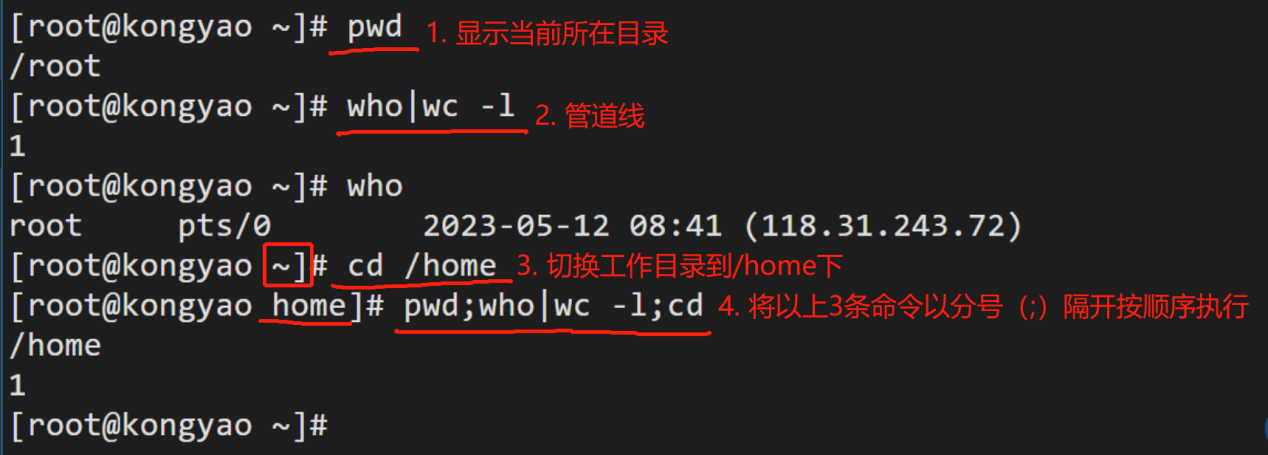 [root@kongyao ~]# pwd 1. 显示当前所在目录
/root
[root@kongyao ~]# who|wc -l 2. 管道线
1
[root@kongyao ~]# who
root     pts/0        2023-05-12 08:41 (118.31.243.72)
[root@kongyao ~]# cd /home 3. 切换工作目录到/home下
[root@kongyao home]# pwd;who|wc -l;cd 4. 将以上3条命令以分号（;）隔开按顺序执行
/home
1
[root@kongyao ~]#